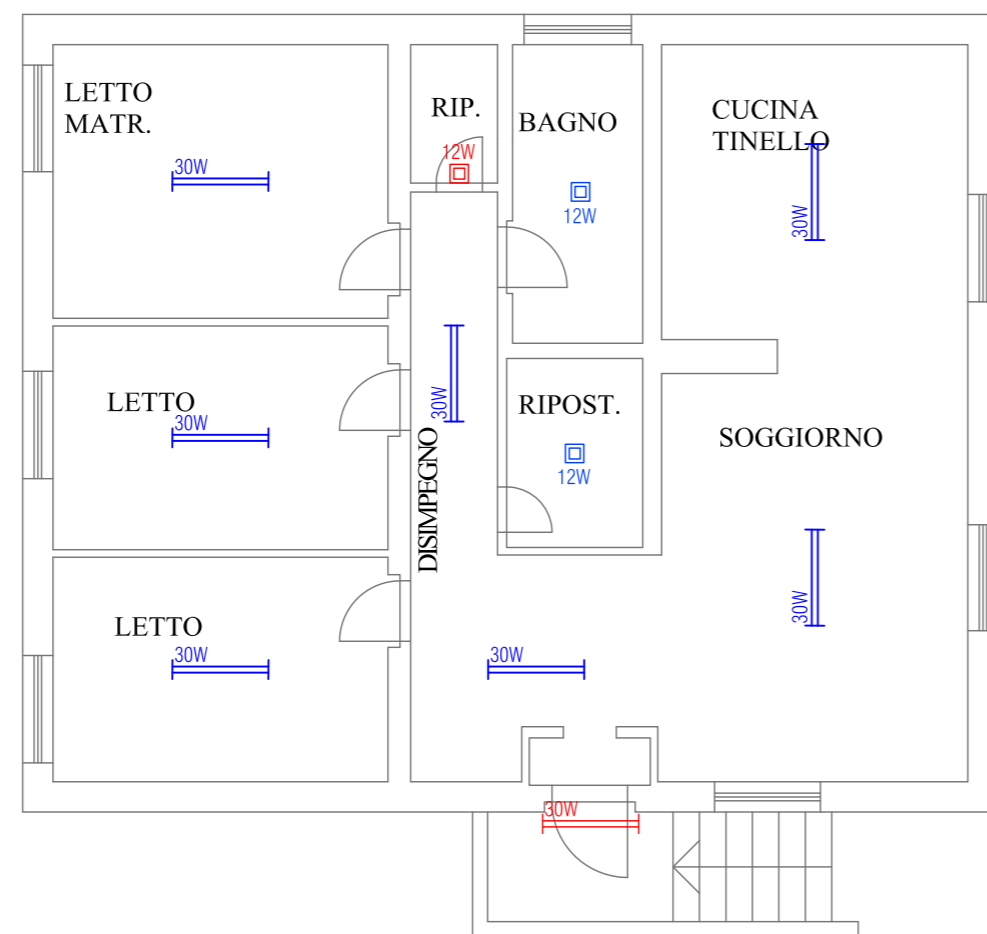 LETTO
MATR.
30W
RIP.
12W
BAGNO
12W
CUCINA
TINELLO
30W
LETTO
30W
30W
DISIMPEGNO
RIPOST.
12W
SOGGIORNO
30W
LETTO
30W
30W
30W